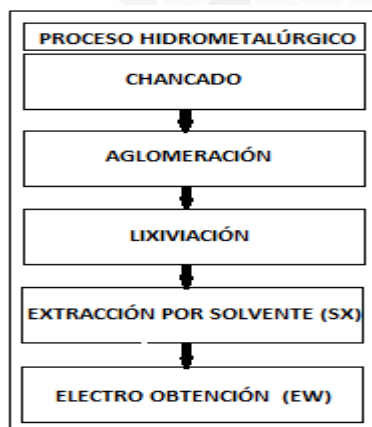 PROCESO HIDROMETALÚRGICO
CHANCADO
AGLOMERACIÓN
LIXIVIACIÓN
EXTRACCIÓN POR SOLVENTE (SX)
ELECTRO OBTENCIÓN (EW)